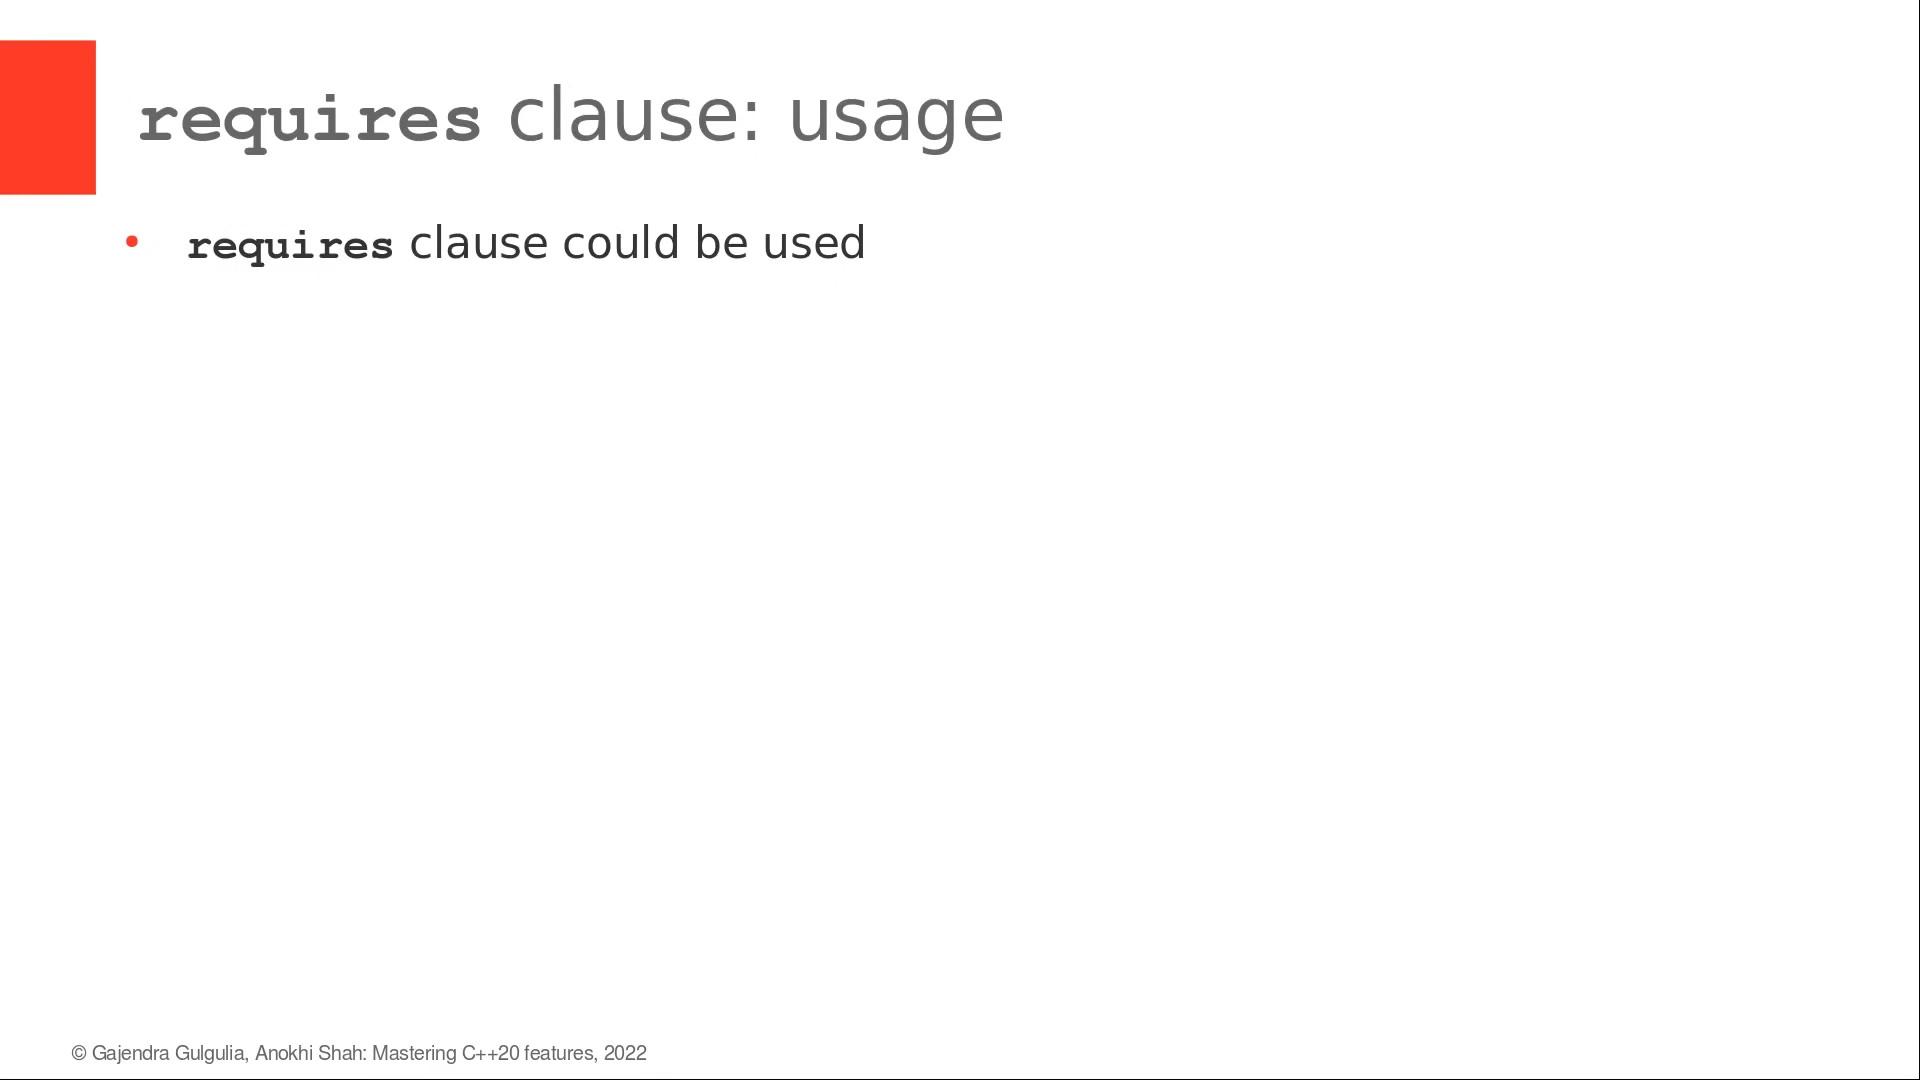 requires clause: usage
• requires clause could be used
© Gajendra Gulgulia, Anokhi Shah: Mastering C++20 features, 2022